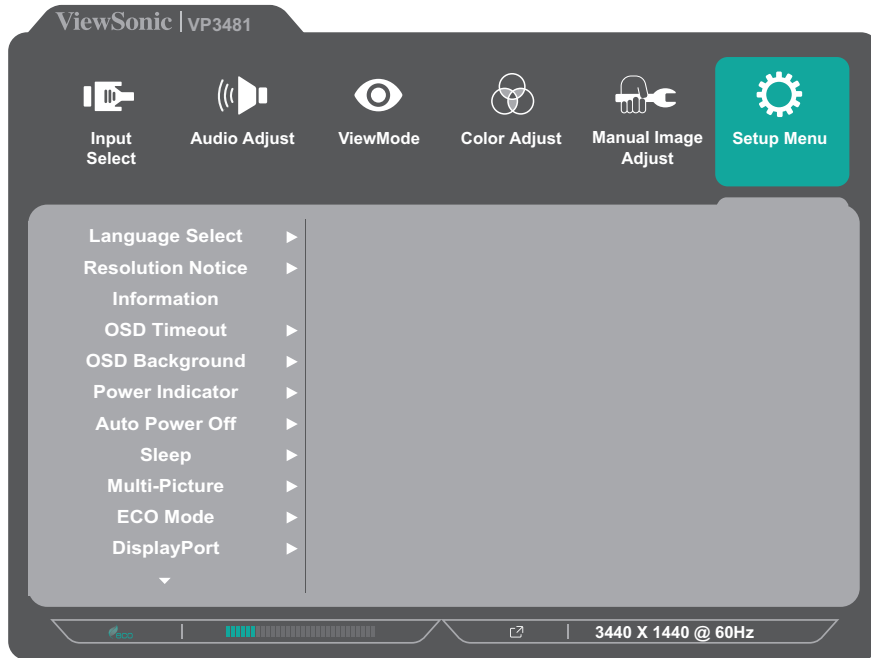 ViewSonic | VP3481
Input Select
Audio Adjust
ViewMode
Color Adjust
Manual Image Adjust
Setup Menu
Language Select
Resolution Notice
Information
OSD Timeout
OSD Background
Power Indicator
Auto Power Off
Sleep
Multi-Picture
ECO Mode
DisplayPort
eco
3440 X 1440 @ 60Hz